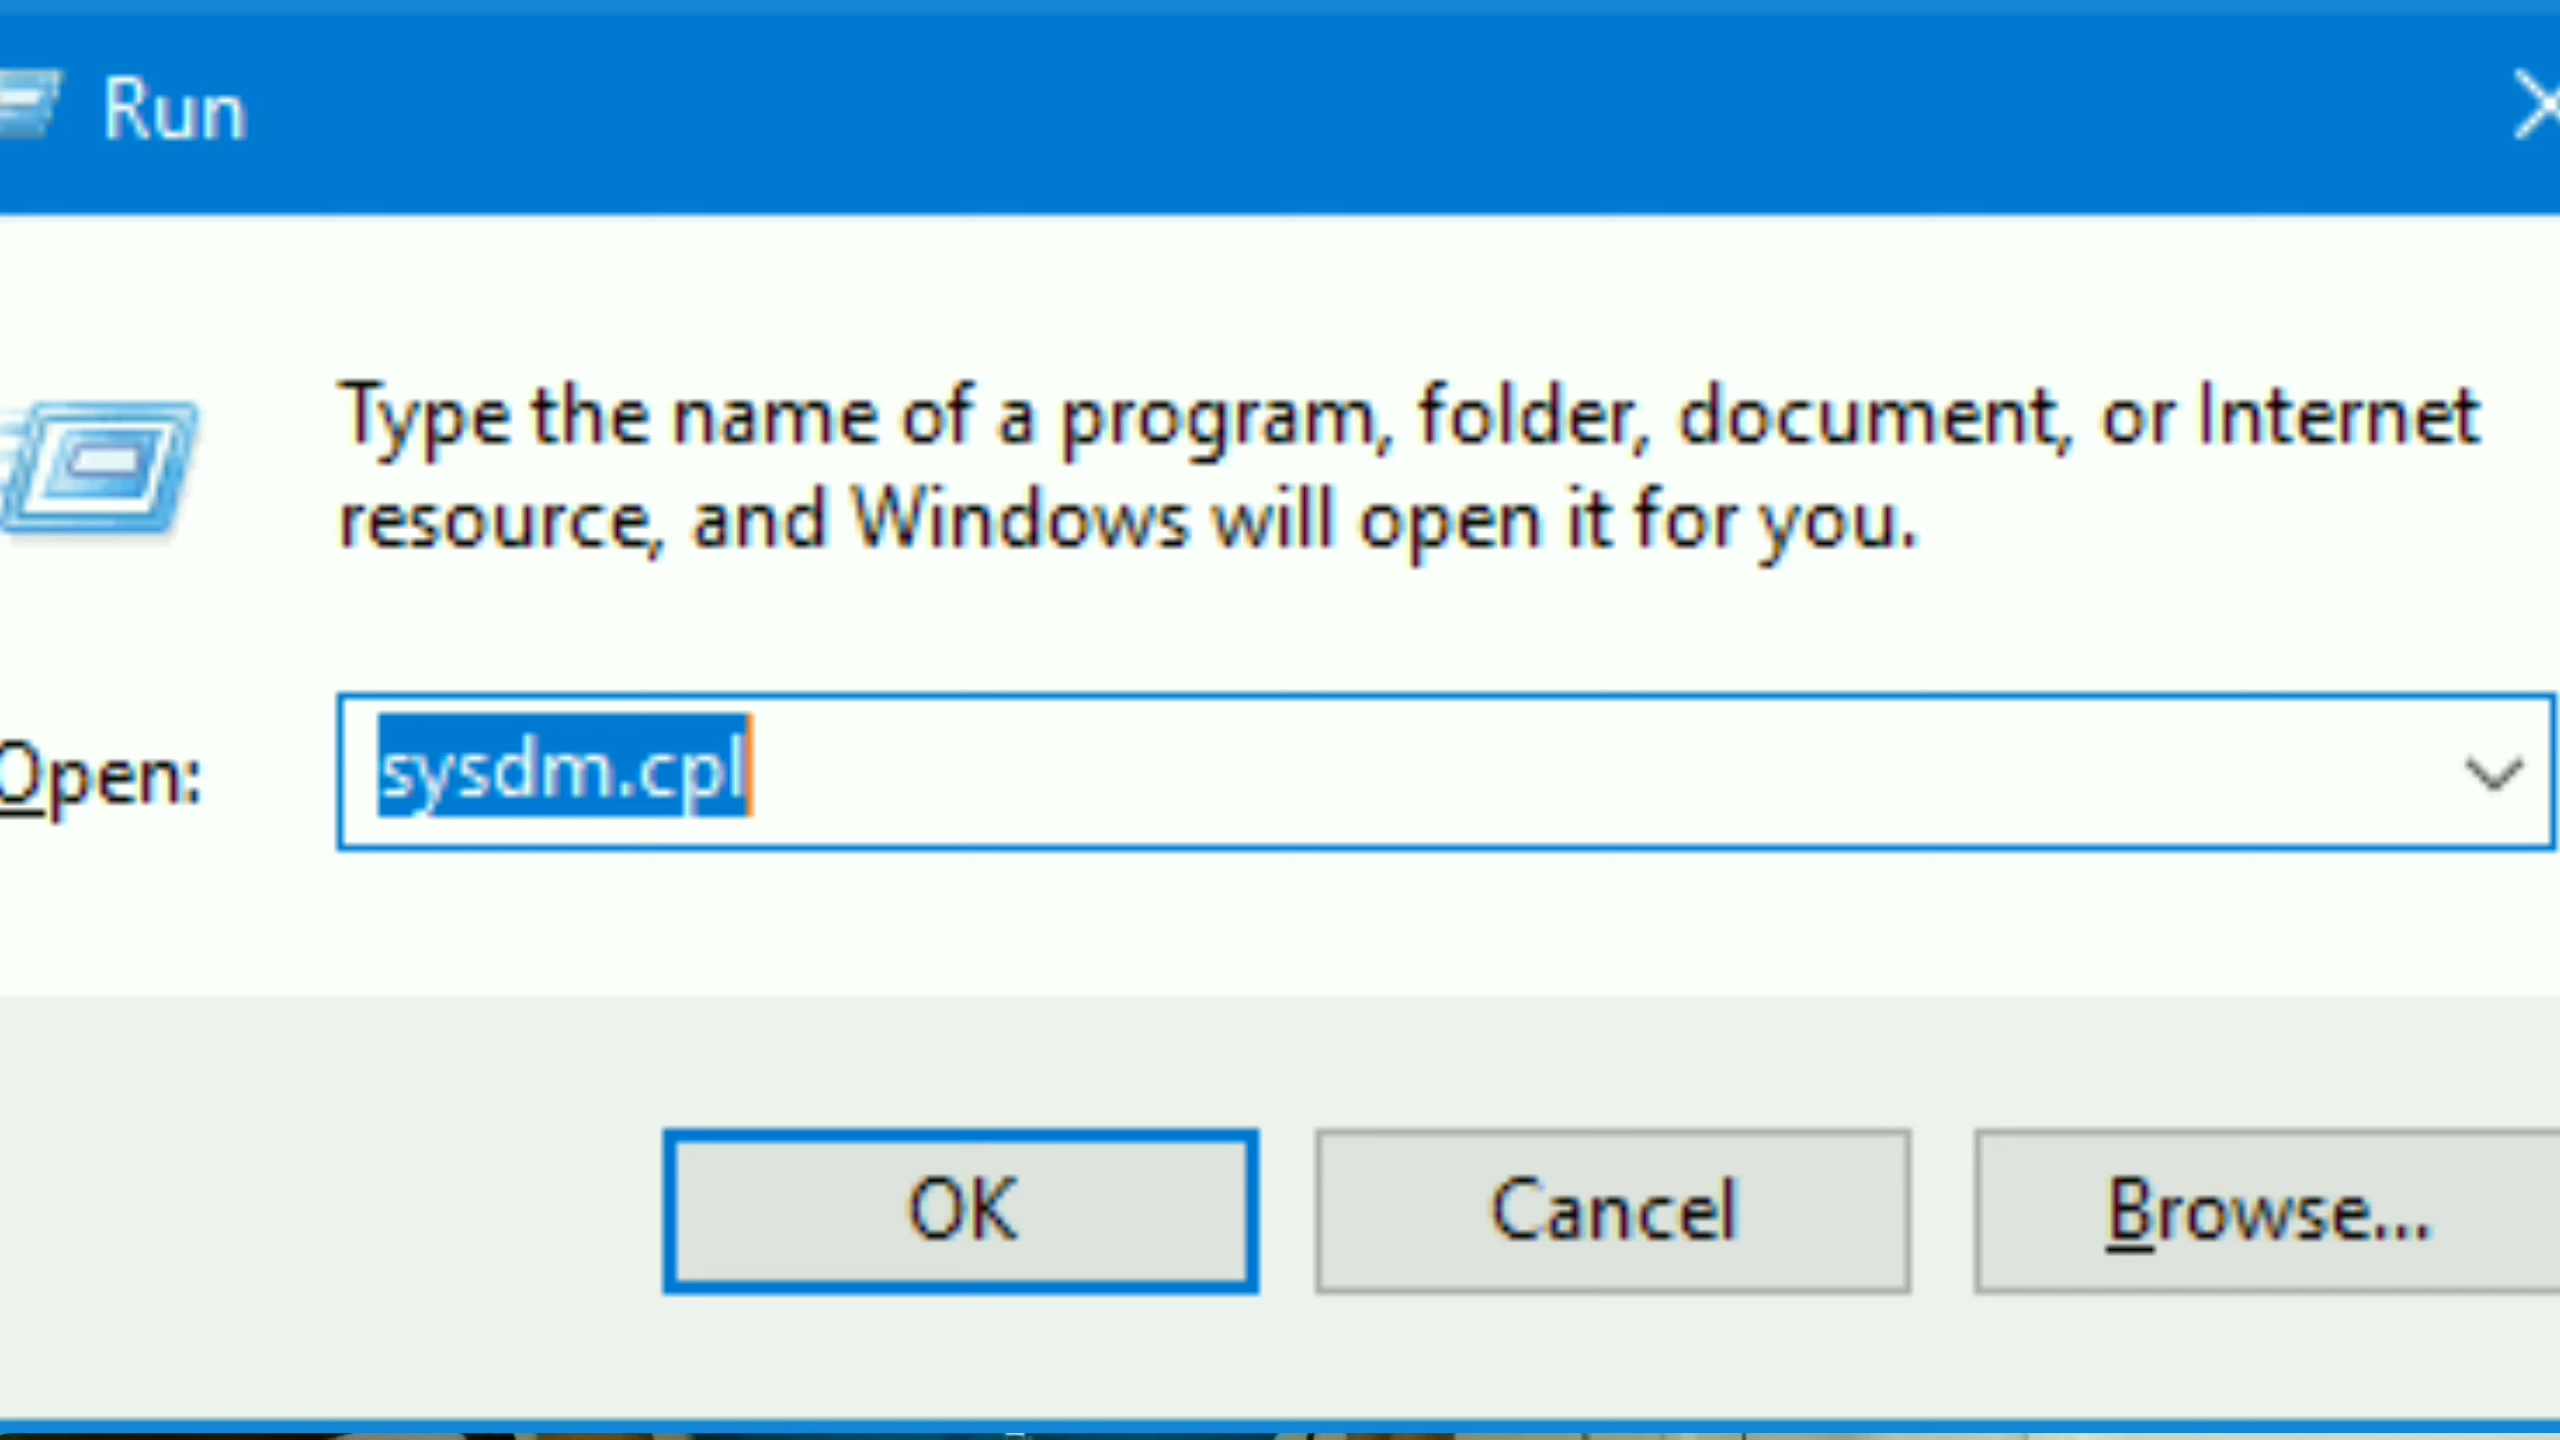 Run
Type the name of a program, folder, document, or Internet
resource, and Windows will open it for you.
Open: sysdm.cpl
OK Cancel Browse...